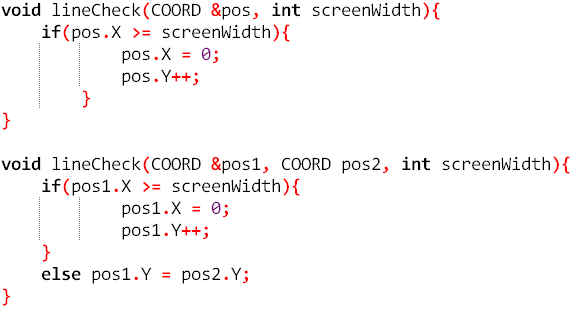 void lineCheck(COORD &pos, int screenWidth){
    if(pos.X >= screenWidth){
            pos.X = 0;
            pos.Y++;
        }
}

void lineCheck(COORD &pos1, COORD pos2, int screenWidth){
    if(pos1.X >= screenWidth){
            pos1.X = 0;
            pos1.Y++;
    }
    else pos1.Y = pos2.Y;
}